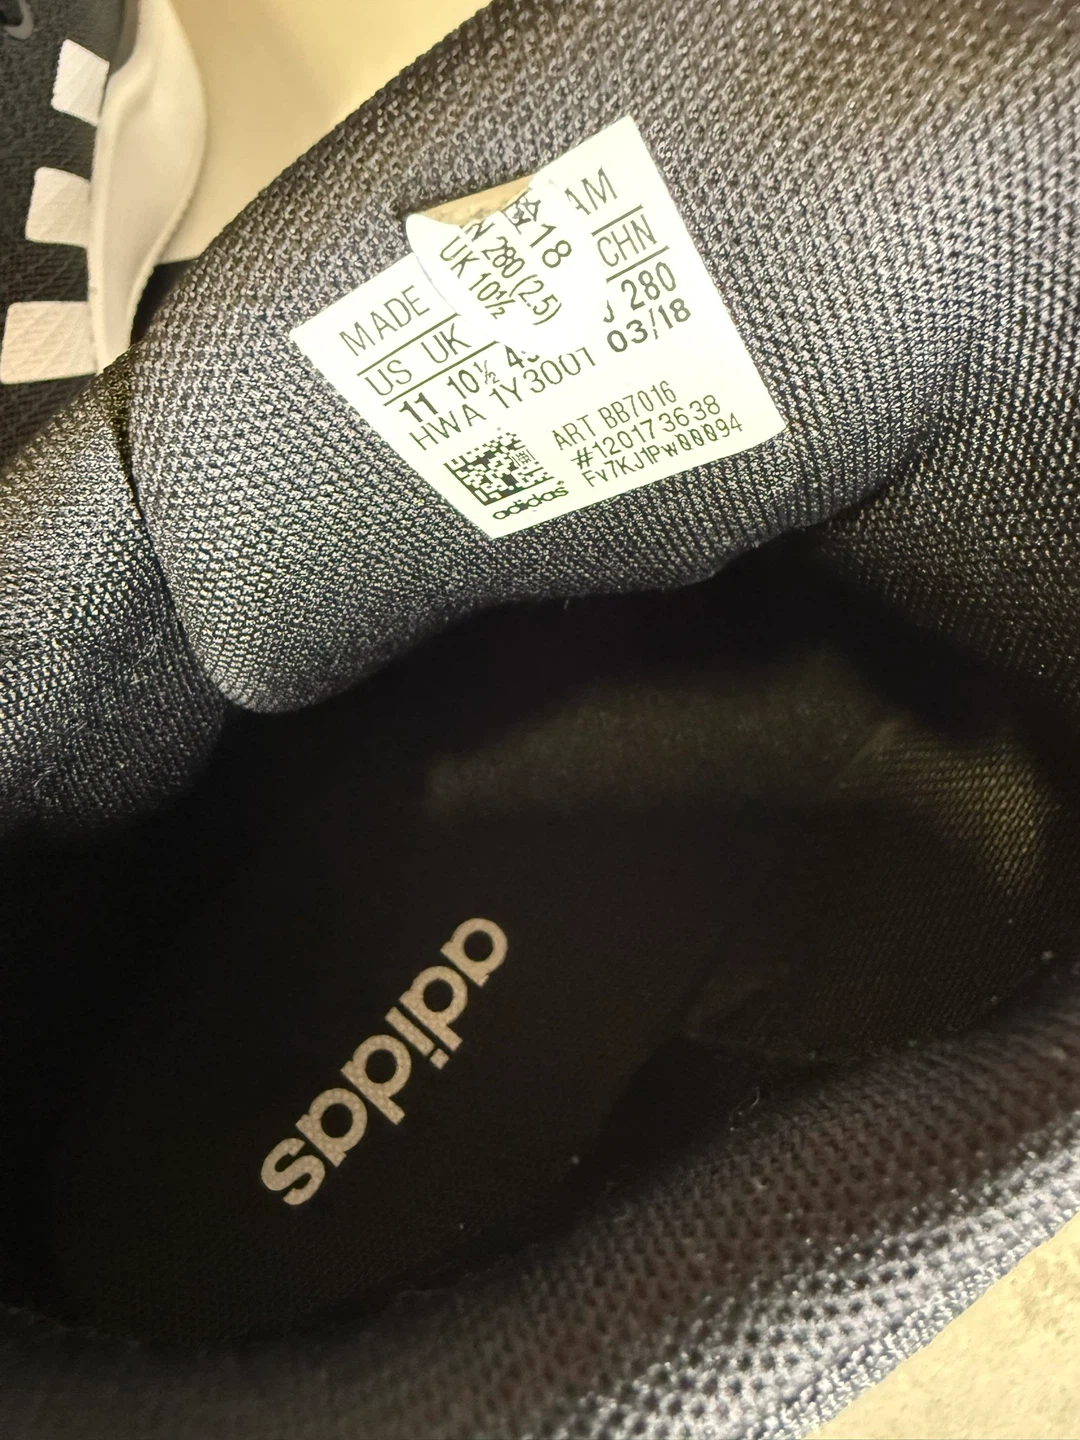 MADE AM
US UK CHN
11 10½ 280
HWA 1Y3001 03/18
ART BB7016
#120173638
adidas
18
280 (2.5)
UK 10½
adidas